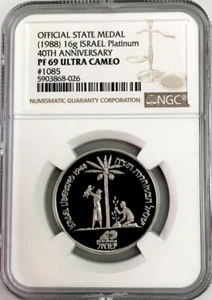 OFFICIAL STATE MEDAL
(1988) 16g ISRAEL Platinum
40TH ANNIVERSARY
PF 69 ULTRA CAMEO
#1085
5903868-026
NUMISMATIC GUARANTY CORPORATION
NGC
ישראל